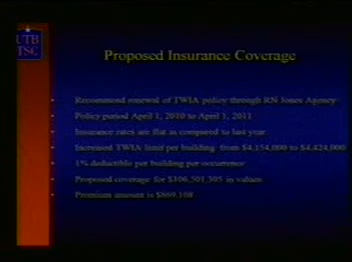 UTB
TSC
Proposed Insurance Coverage
Recommend renewal of TWIA policy through RN Jones Agency
Policy period April 1, 2010 to April 1, 2011
Insurance rates are flat as compared to last year
Increased TWIA limit per building from $4,154,000 to $4,424,000
1% deductible per building per occurrence
Proposed coverage for $106,501,505 in values
Premium amount is $869,108